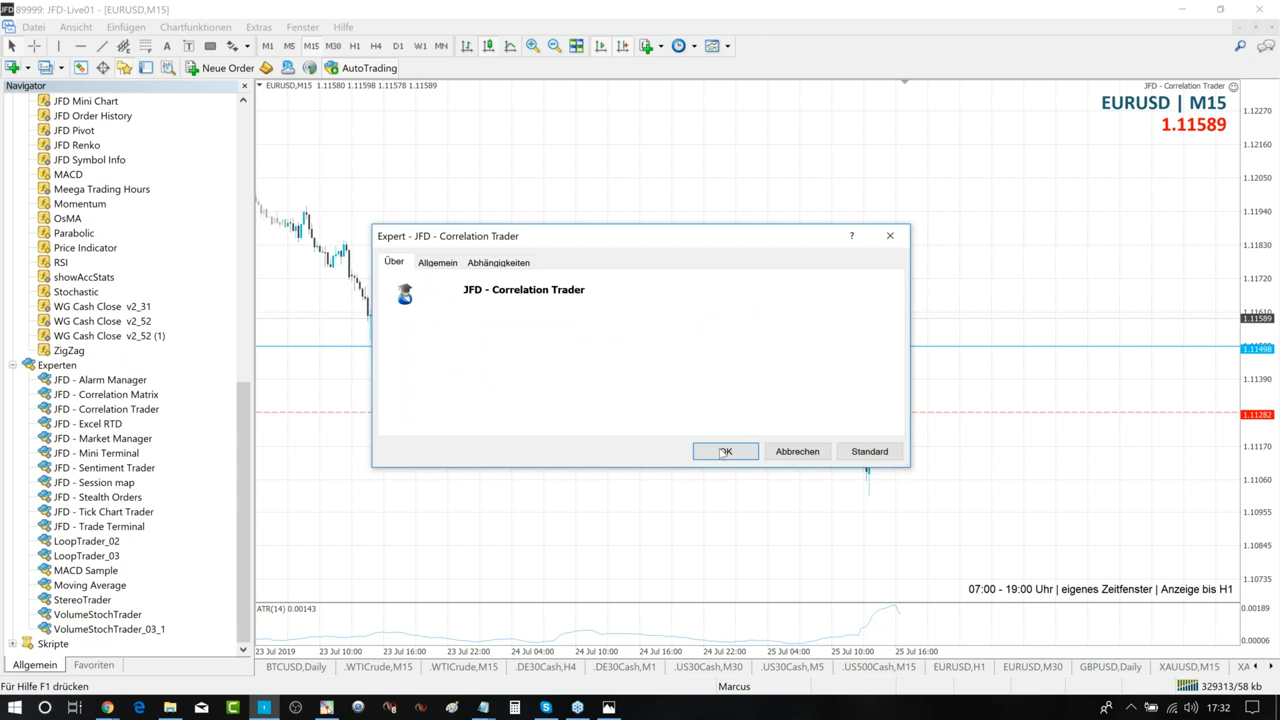 89999: JFD-Live01 - [EURUSD,M15]
Datei Ansicht Einfügen Chartfunktionen Extras Fenster Hilfe
M1 M5 M15 M30 H1 H4 D1 W1 MN
New Order AutoTrading
Navigator
JFD Mini Chart
JFD Order History
JFD Pivot
JFD Renko
JFD Symbol Info
MACD
Meega Trading Hours
Momentum
OsMA
Parabolic
Price Indicator
RSI
showAccStats
Stochastic
WG Cash Close v2_31
WG Cash Close v2_52
WG Cash Close v2_52 (1)
ZigZag
Experten
JFD - Alarm Manager
JFD - Correlation Matrix
JFD - Correlation Trader
JFD - Excel RTD
JFD - Market Manager
JFD - Mini Terminal
JFD - Sentiment Trader
JFD - Session map
JFD - Stealth Orders
JFD - Tick Chart Trader
JFD - Trade Terminal
LoopTrader_02
LoopTrader_03
MACD Sample
Moving Average
StereoTrader
VolumeStochTrader
VolumeStochTrader_03_1
Skripte
Allgemein Favoriten
EURUSD,M15 1.11580 1.11598 1.11578 1.11589
JFD - Correlation Trader
EURUSD | M15
1.11589
Expert - JFD - Correlation Trader
Über Allgemein Abhängigkeiten
JFD - Correlation Trader
OK Abbrechen Standard
1.12270
1.12160
1.12050
1.11940
1.11830
1.11720
1.11610
1.11589
1.11498
1.11390
1.11282
1.11170
1.11060
1.10955
1.10845
1.10735
07:00 - 19:00 Uhr | eigenes Zeitfenster | Anzeige bis H1
ATR(14) 0.00143
0.00189
0.00006
23 Jul 2019 23 Jul 10:00 23 Jul 16:00 23 Jul 22:00 24 Jul 04:00 24 Jul 10:00 24 Jul 16:00 24 Jul 22:00 25 Jul 04:00 25 Jul 10:00 25 Jul 16:00
BTCUSD,Daily .WTICrude,M15 .WTICrude,M15 .DE30Cash,H4 .DE30Cash,M1 .US30Cash,M30 .US30Cash,M5 .US500Cash,M15 EURUSD,H1 EURUSD,M30 GBPUSD,Daily XAUUSD,M15 XA
Für Hilfe F1 drücken Marcus 329313/58 kb
17:32